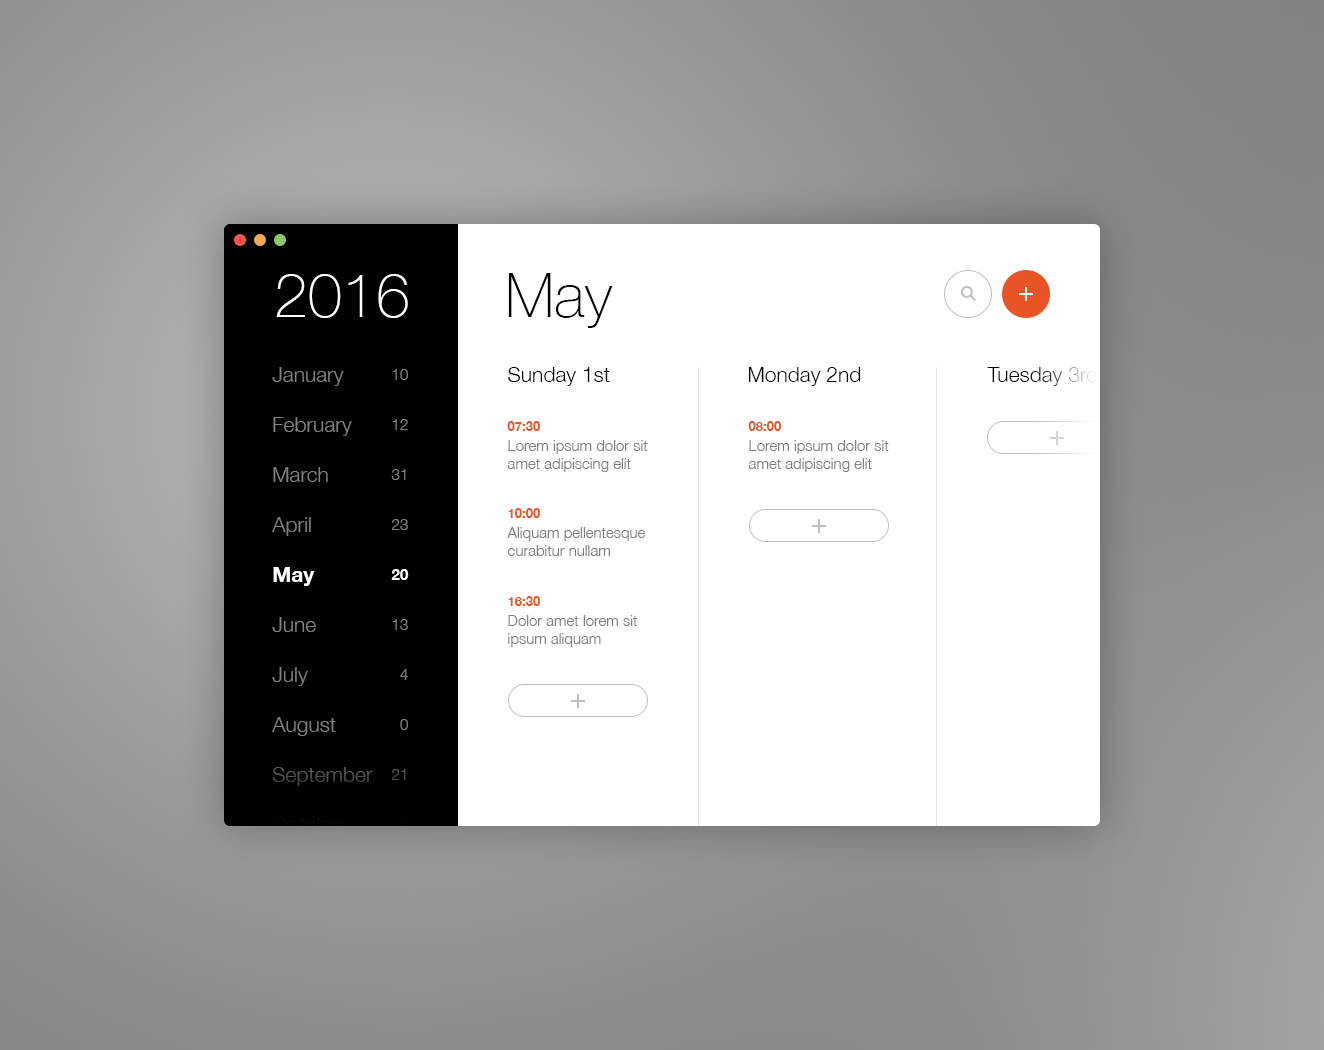 2016
January 10
February 12
March 31
April 23
May 20
June 13
July 4
August 0
September 21
May
Sunday 1st
07:30
Lorem ipsum dolor sit
amet adipiscing elit
10:00
Aliquam pellentesque
curabitur nullam
16:30
Dolor amet lorem sit
ipsum aliquam
Monday 2nd
08:00
Lorem ipsum dolor sit
amet adipiscing elit
Tuesday 3rd